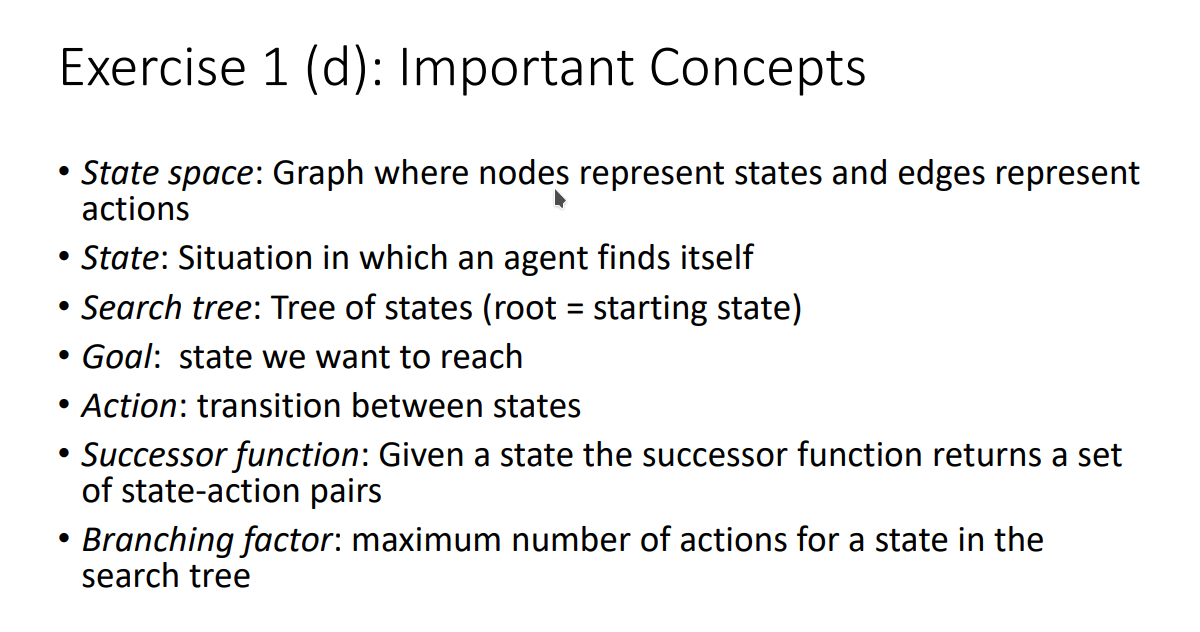 Exercise 1 (d): Important Concepts
• State space: Graph where nodes represent states and edges represent
actions
• State: Situation in which an agent finds itself
• Search tree: Tree of states (root = starting state)
• Goal:  state we want to reach
• Action: transition between states
• Successor function: Given a state the successor function returns a set
of state-action pairs
• Branching factor: maximum number of actions for a state in the
search tree